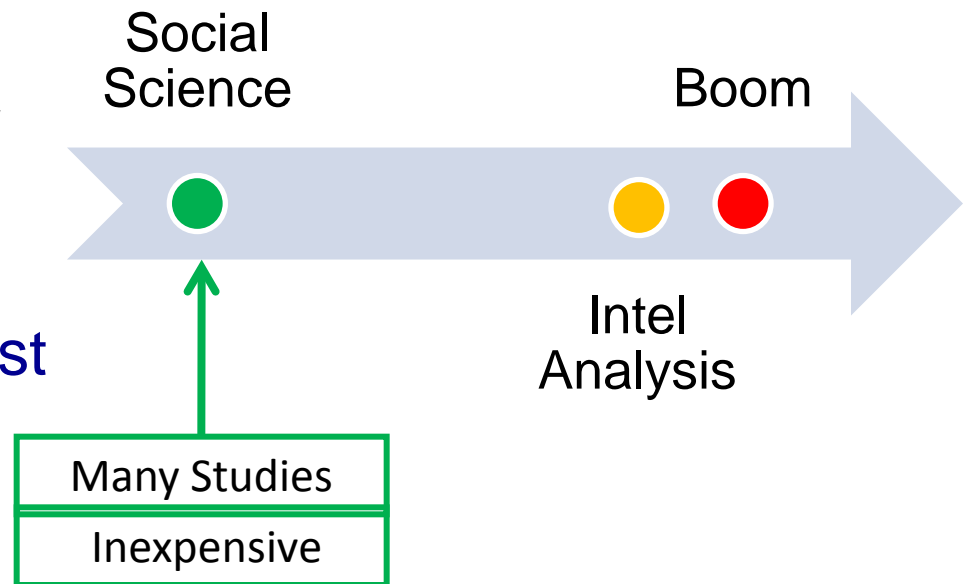 Social
Science
Boom
Intel
Analysis
st
Many Studies
Inexpensive